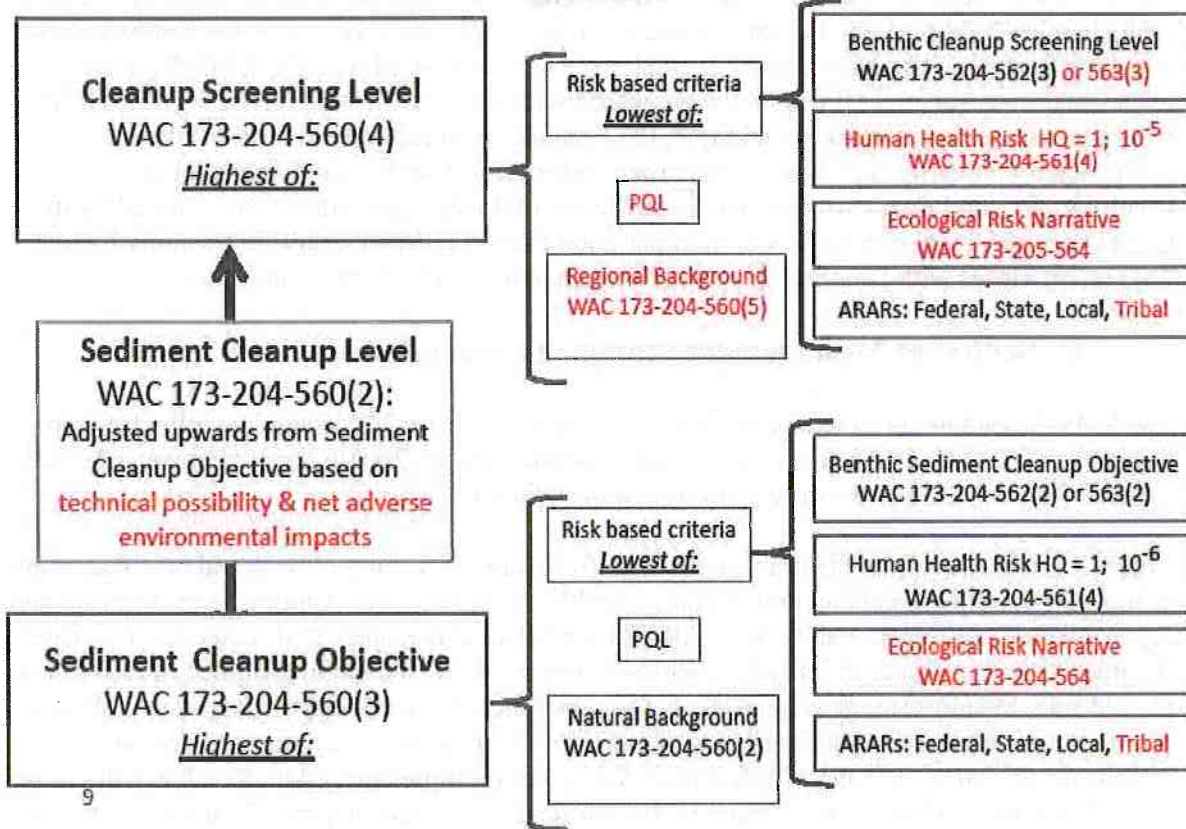 Cleanup Screening Level
WAC 173-204-560(4)
Highest of:
Sediment Cleanup Level
WAC 173-204-560(2):
Adjusted upwards from Sediment
Cleanup Objective based on
technical possibility & net adverse
environmental impacts
Sediment Cleanup Objective
WAC 173-204-560(3)
Highest of:
Risk based criteria
Lowest of:
PQL
Regional Background
WAC 173-204-560(5)
Benthic Cleanup Screening Level
WAC 173-204-562(3) or 563(3)
Human Health Risk HQ = 1; 10-5
WAC 173-204-561(4)
Ecological Risk Narrative
WAC 173-205-564
ARARs: Federal, State, Local, Tribal
Risk based criteria
Lowest of:
PQL
Natural Background
WAC 173-204-560(2)
Benthic Sediment Cleanup Objective
WAC 173-204-562(2) or 563(2)
Human Health Risk HQ = 1; 10-6
WAC 173-204-561(4)
Ecological Risk Narrative
WAC 173-204-564
ARARs: Federal, State, Local, Tribal
9